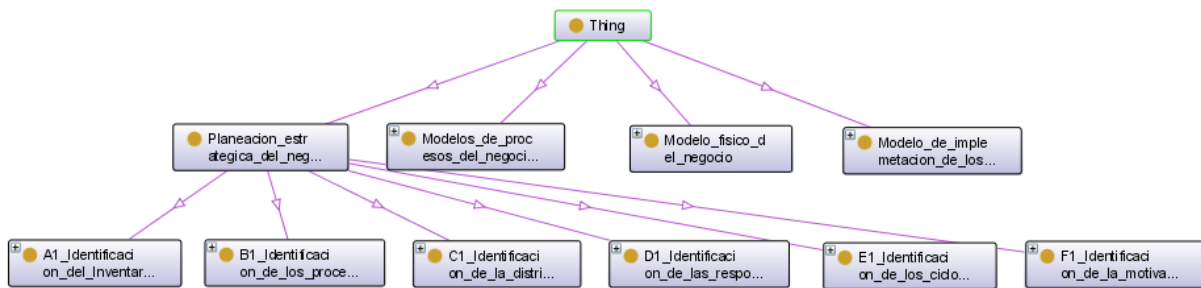 Thing
Planeacion_estr
ategica_del_neg...
Modelos_de_proc
esos_del_negoci...
Modelo_fisico_d
el_negocio
Modelo_de_imple
metacion_de_los...
A1_Identificaci
on_del_Inventar...
B1_Identificaci
on_de_los_proce...
C1_Identificaci
on_de_la_distri...
D1_Identificaci
on_de_las_respo...
E1_Identificaci
on_de_los_ciclo...
F1_Identificaci
on_de_la_motiva...